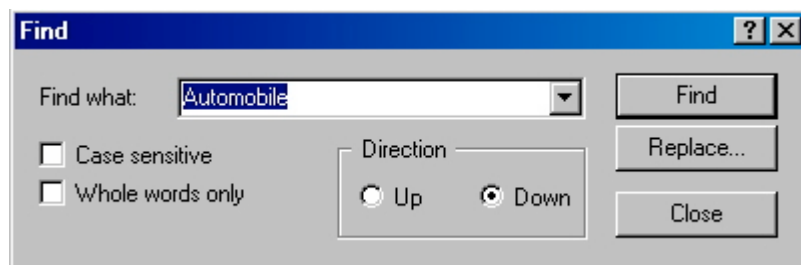 Find
Find what: Automobile Find
Case sensitive Direction Replace...
Whole words only Up Down
Close